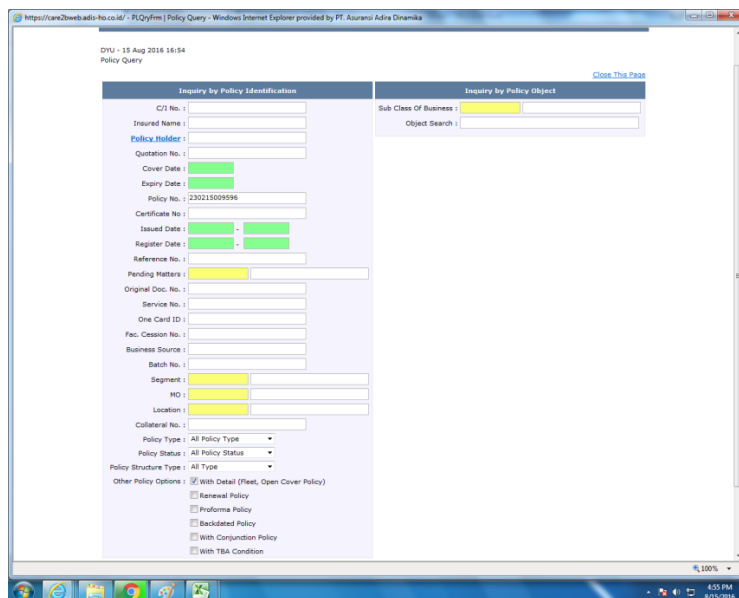 https://care2bweb.adis-ho.co.id/ - PLQryFrm | Policy Query - Windows Internet Explorer provided by PT. Asuransi Adira Dinamika
DYU - 15 Aug 2016 16:54
Policy Query
Close This Page
Inquiry by Policy Identification
C/I No. :
Insured Name :
Policy Holder :
Quotation No. :
Cover Date :
Expiry Date :
Policy No. : 230215009596
Certificate No :
Issued Date : -
Register Date : -
Reference No. :
Pending Matters :
Original Doc. No. :
Service No. :
One Card ID :
Fac. Cession No. :
Business Source :
Batch No. :
Segment :
MO :
Location :
Collateral No. :
Policy Type : All Policy Type
Policy Status : All Policy Status
Policy Structure Type : All Type
Other Policy Options : With Detail (Fleet, Open Cover Policy)
Renewal Policy
Proforma Policy
Backdated Policy
With Conjunction Policy
With TBA Condition
Inquiry by Policy Object
Sub Class Of Business :
Object Search :
100%
4:55 PM
8/15/2016